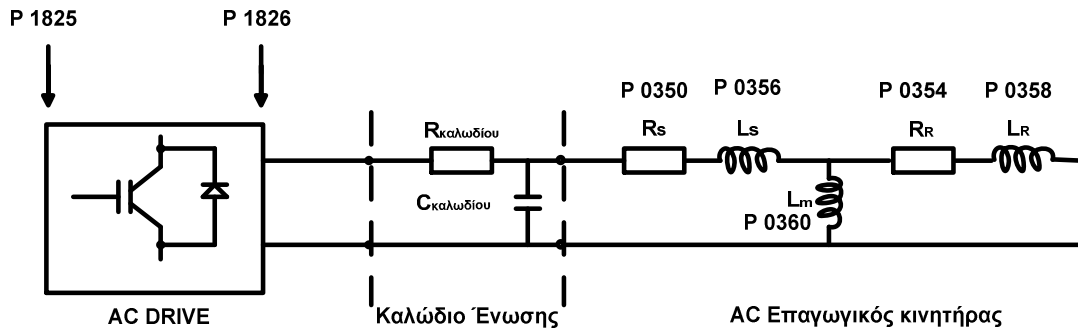 P 1825
P 1826
P 0350
P 0356
P 0354
P 0358
Rκαλωδίου
Rs
Ls
RR
LR
Cκαλωδίου
Lm
P 0360
AC DRIVE
Καλώδιο Ένωσης
AC Επαγωγικός κινητήρας